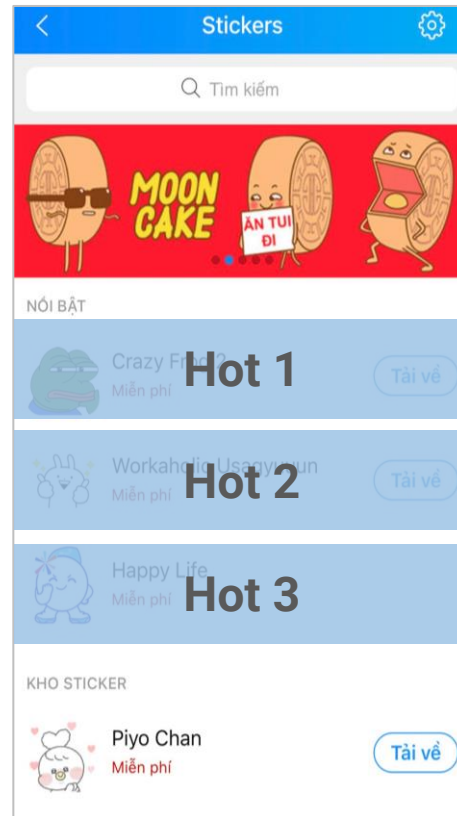 Stickers
Tìm kiếm
MOON
CAKE
ĂN TUI
ĐI
NỔI BẬT
Crazy Frog 2
Hot 1
Miễn phí
Tải về
Workaholic Usagyuuun
Hot 2
Miễn phí
Tải về
Happy Life
Hot 3
Miễn phí
KHO STICKER
Piyo Chan
Miễn phí
Tải về